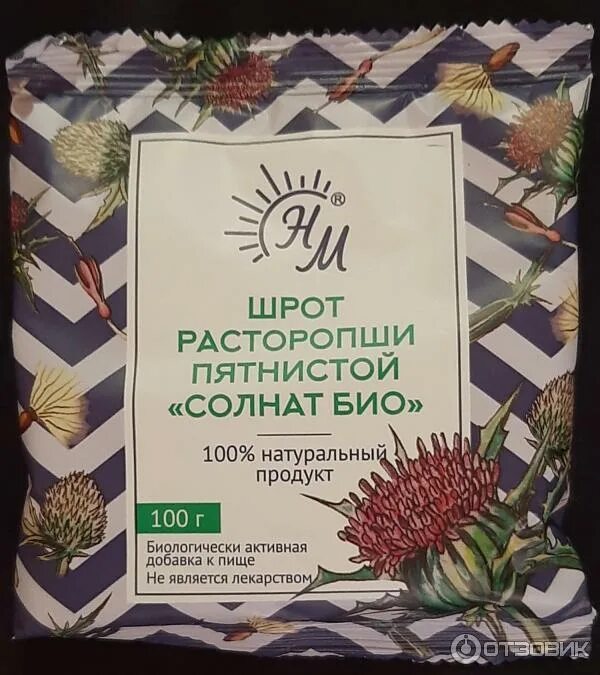 НМ®
ШРОТ
РАСТОРОПШИ
ПЯТНИСТОЙ
«СОЛНАТ БИО»
100% натуральный
продукт
100 г
Биологически активная
добавка к пище
Не является лекарством
ОТЗОВИК